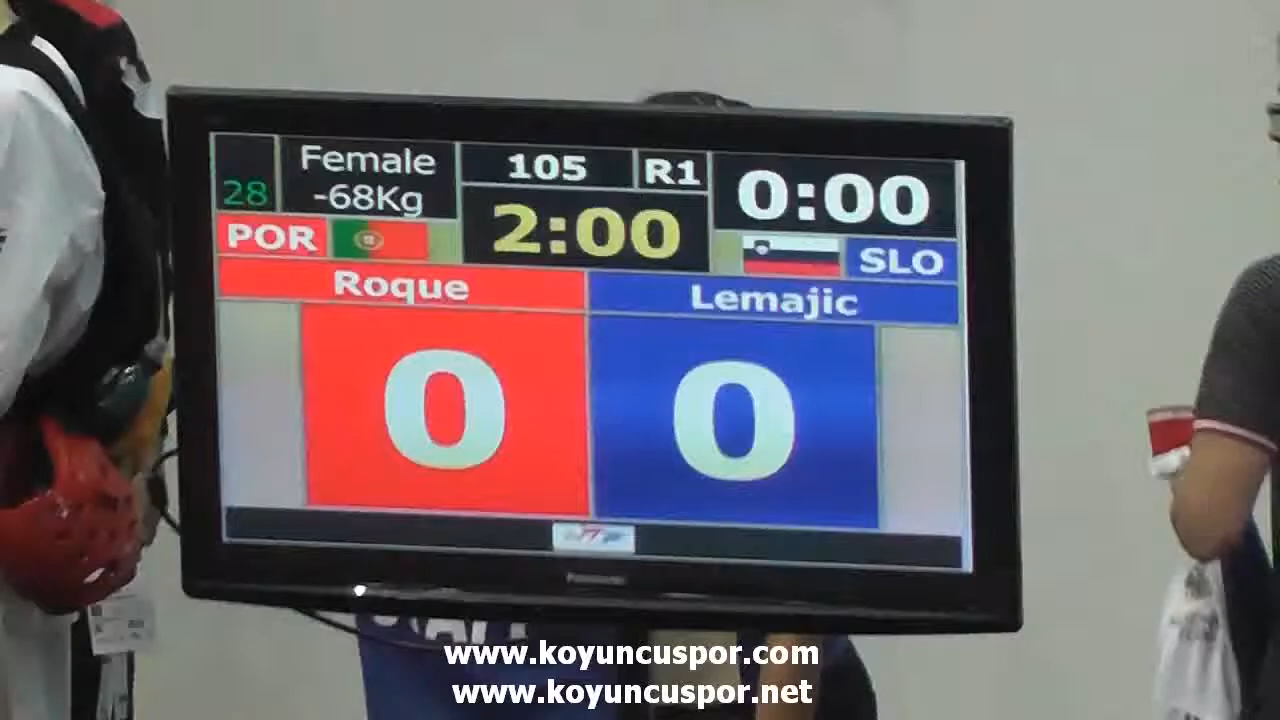 28
Female
-68Kg
105
R1
0:00
2:00
POR
SLO
Roque
Lemajic
0
0
Panasonic
www.koyuncuspor.com
www.koyuncuspor.net